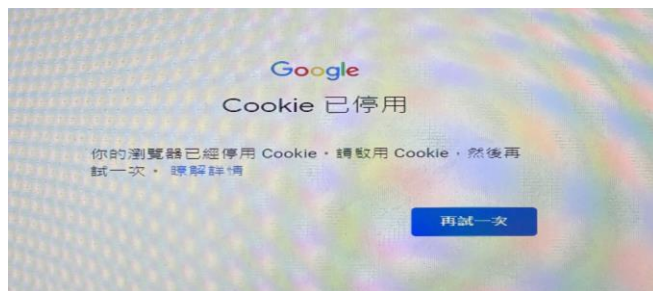 Google
Cookie 已停用
你的瀏覽器已經停用 Cookie。請啟用 Cookie，然後再
試一次。 瞭解詳情
再試一次